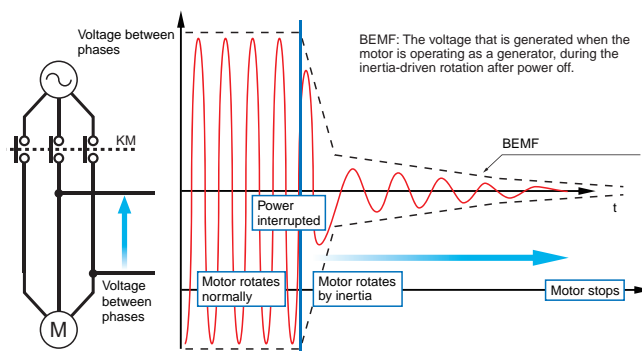 Voltage between
phases
BEMF: The voltage that is generated when the
motor is operating as a generator, during the
inertia-driven rotation after power off.
KM
BEMF
Power
interrupted
t
Voltage
between
phases
Motor rotates
normally
Motor rotates
by inertia
Motor stops
M